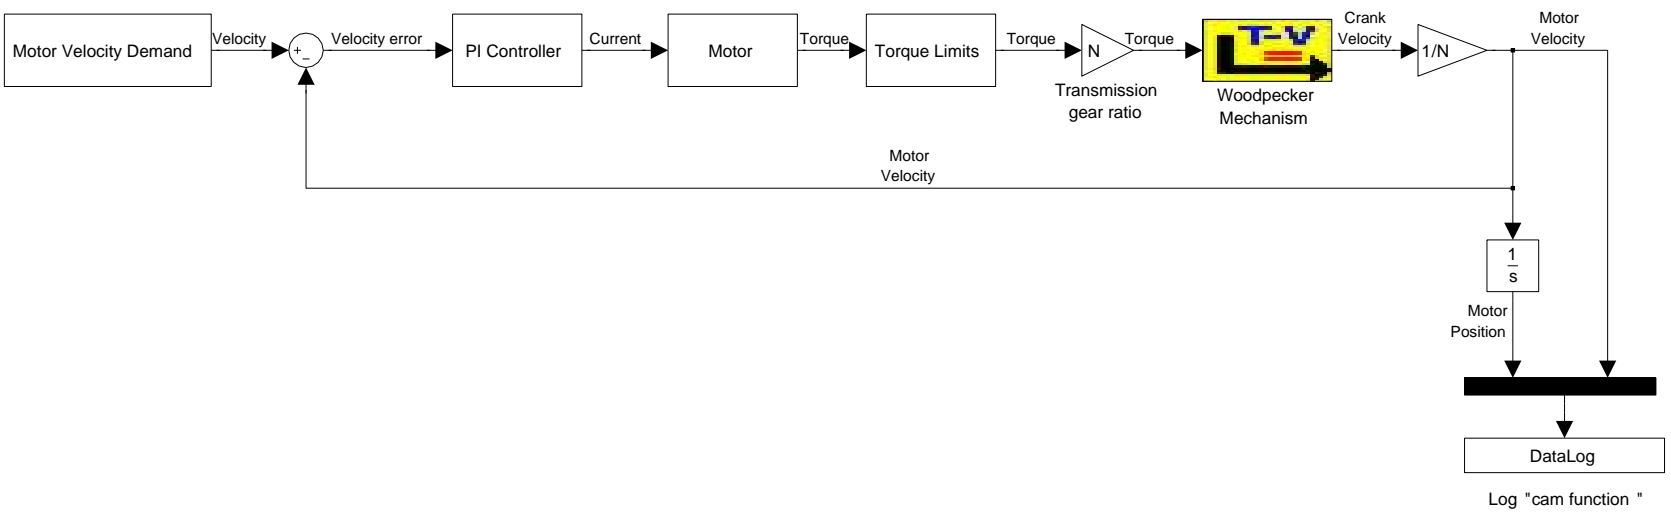 Motor Velocity Demand
Velocity
+
−
Velocity error
PI Controller
Current
Motor
Torque
Torque Limits
Torque
N
Transmission
gear ratio
Torque
T-V
Woodpecker
Mechanism
Crank
Velocity
1/N
Motor
Velocity
Motor
Velocity
1
s
Motor
Position
DataLog
Log "cam function "